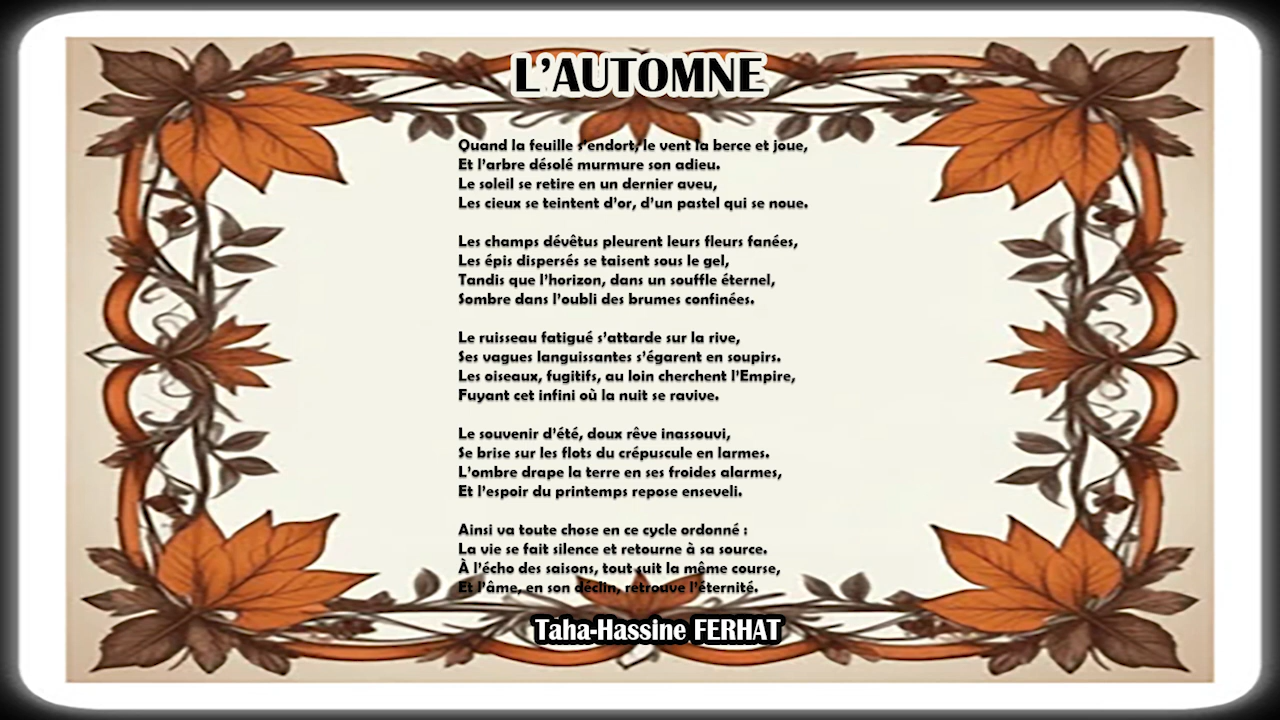 L’AUTOMNE
Quand la feuille s’endort, le vent la berce et joue,
Et l’arbre désolé murmure son adieu.
Le soleil se retire en un dernier aveu,
Les cieux se teintent d’or, d’un pastel qui se noue.
Les champs dévêtus pleurent leurs fleurs fanées,
Les épis dispersés se taisent sous le gel,
Tandis que l’horizon, dans un souffle éternel,
Sombre dans l’oubli des brumes confinées.
Le ruisseau fatigué s’attarde sur la rive,
Ses vagues languissantes s’égarent en soupirs.
Les oiseaux, fugitifs, au loin cherchent l’Empire,
Fuyant cet infini où la nuit se ravive.
Le souvenir d’été, doux rêve inassouvi,
Se brise sur les flots du crépuscule en larmes.
L’ombre drape la terre en ses froides alarmes,
Et l’espoir du printemps repose enseveli.
Ainsi va toute chose en ce cycle ordonné :
La vie se fait silence et retourne à sa source.
À l’écho des saisons, tout suit la même course,
Et l’âme, en son déclin, retrouve l’éternité.
Taha-Hassine FERHAT